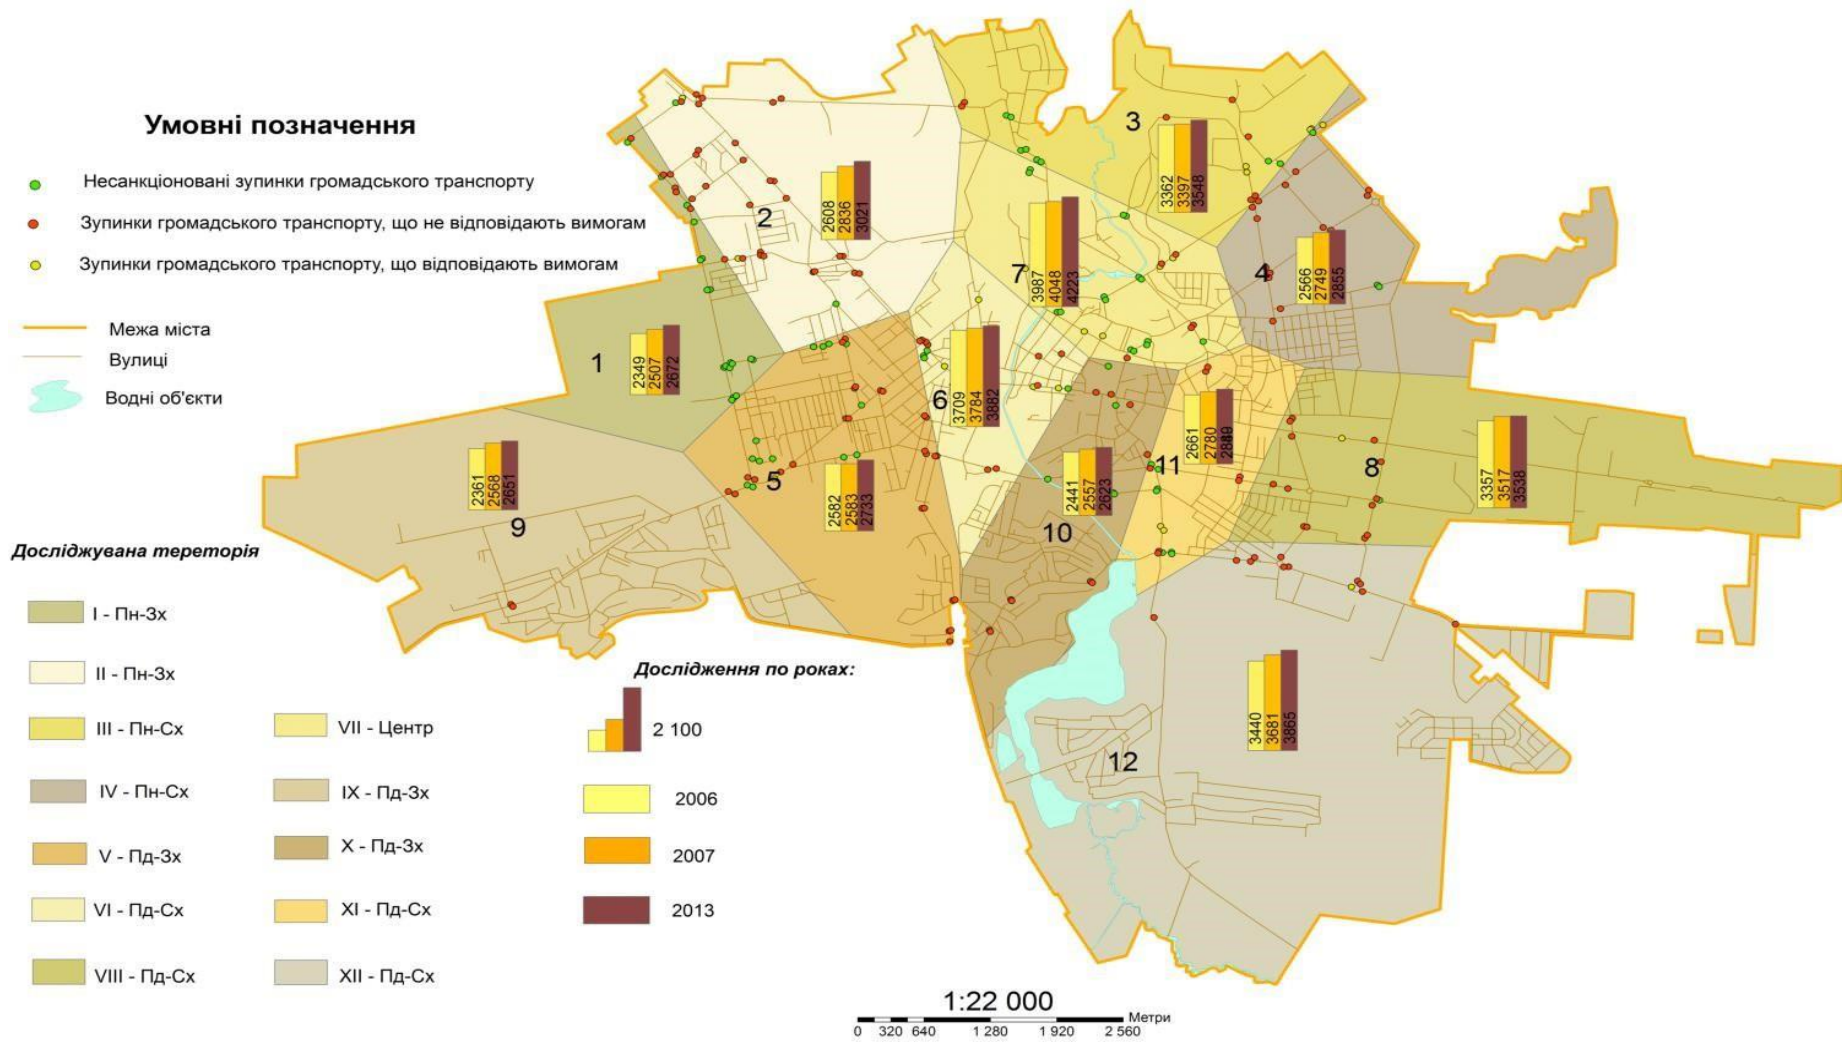 Умовні позначення
Несанкціоновані зупинки громадського транспорту
Зупинки громадського транспорту, що не відповідають вимогам
Зупинки громадського транспорту, що відповідають вимогам
Межа міста
Вулиці
Водні об'єкти
Досліджувана територія
I - Пн-Зх
II - Пн-Зх
III - Пн-Сх
IV - Пн-Сх
V - Пд-Зх
VI - Пд-Сх
VIII - Пд-Сх
VII - Центр
IX - Пд-Зх
X - Пд-Зх
XI - Пд-Сх
XII - Пд-Сх
Дослідження по роках:
2 100
2006
2007
2013
1
2349
2507
2672
2
2608
2836
3021
3
3362
3397
3548
4
2566
2749
2855
5
2582
2583
2733
6
3709
3784
3882
7
3987
4048
4223
8
3357
3517
3538
9
2361
2568
2651
10
2441
2557
2623
11
2661
2780
12
3440
3681
3865
1:22 000
Метри
0 320 640 1 280 1 920 2 560